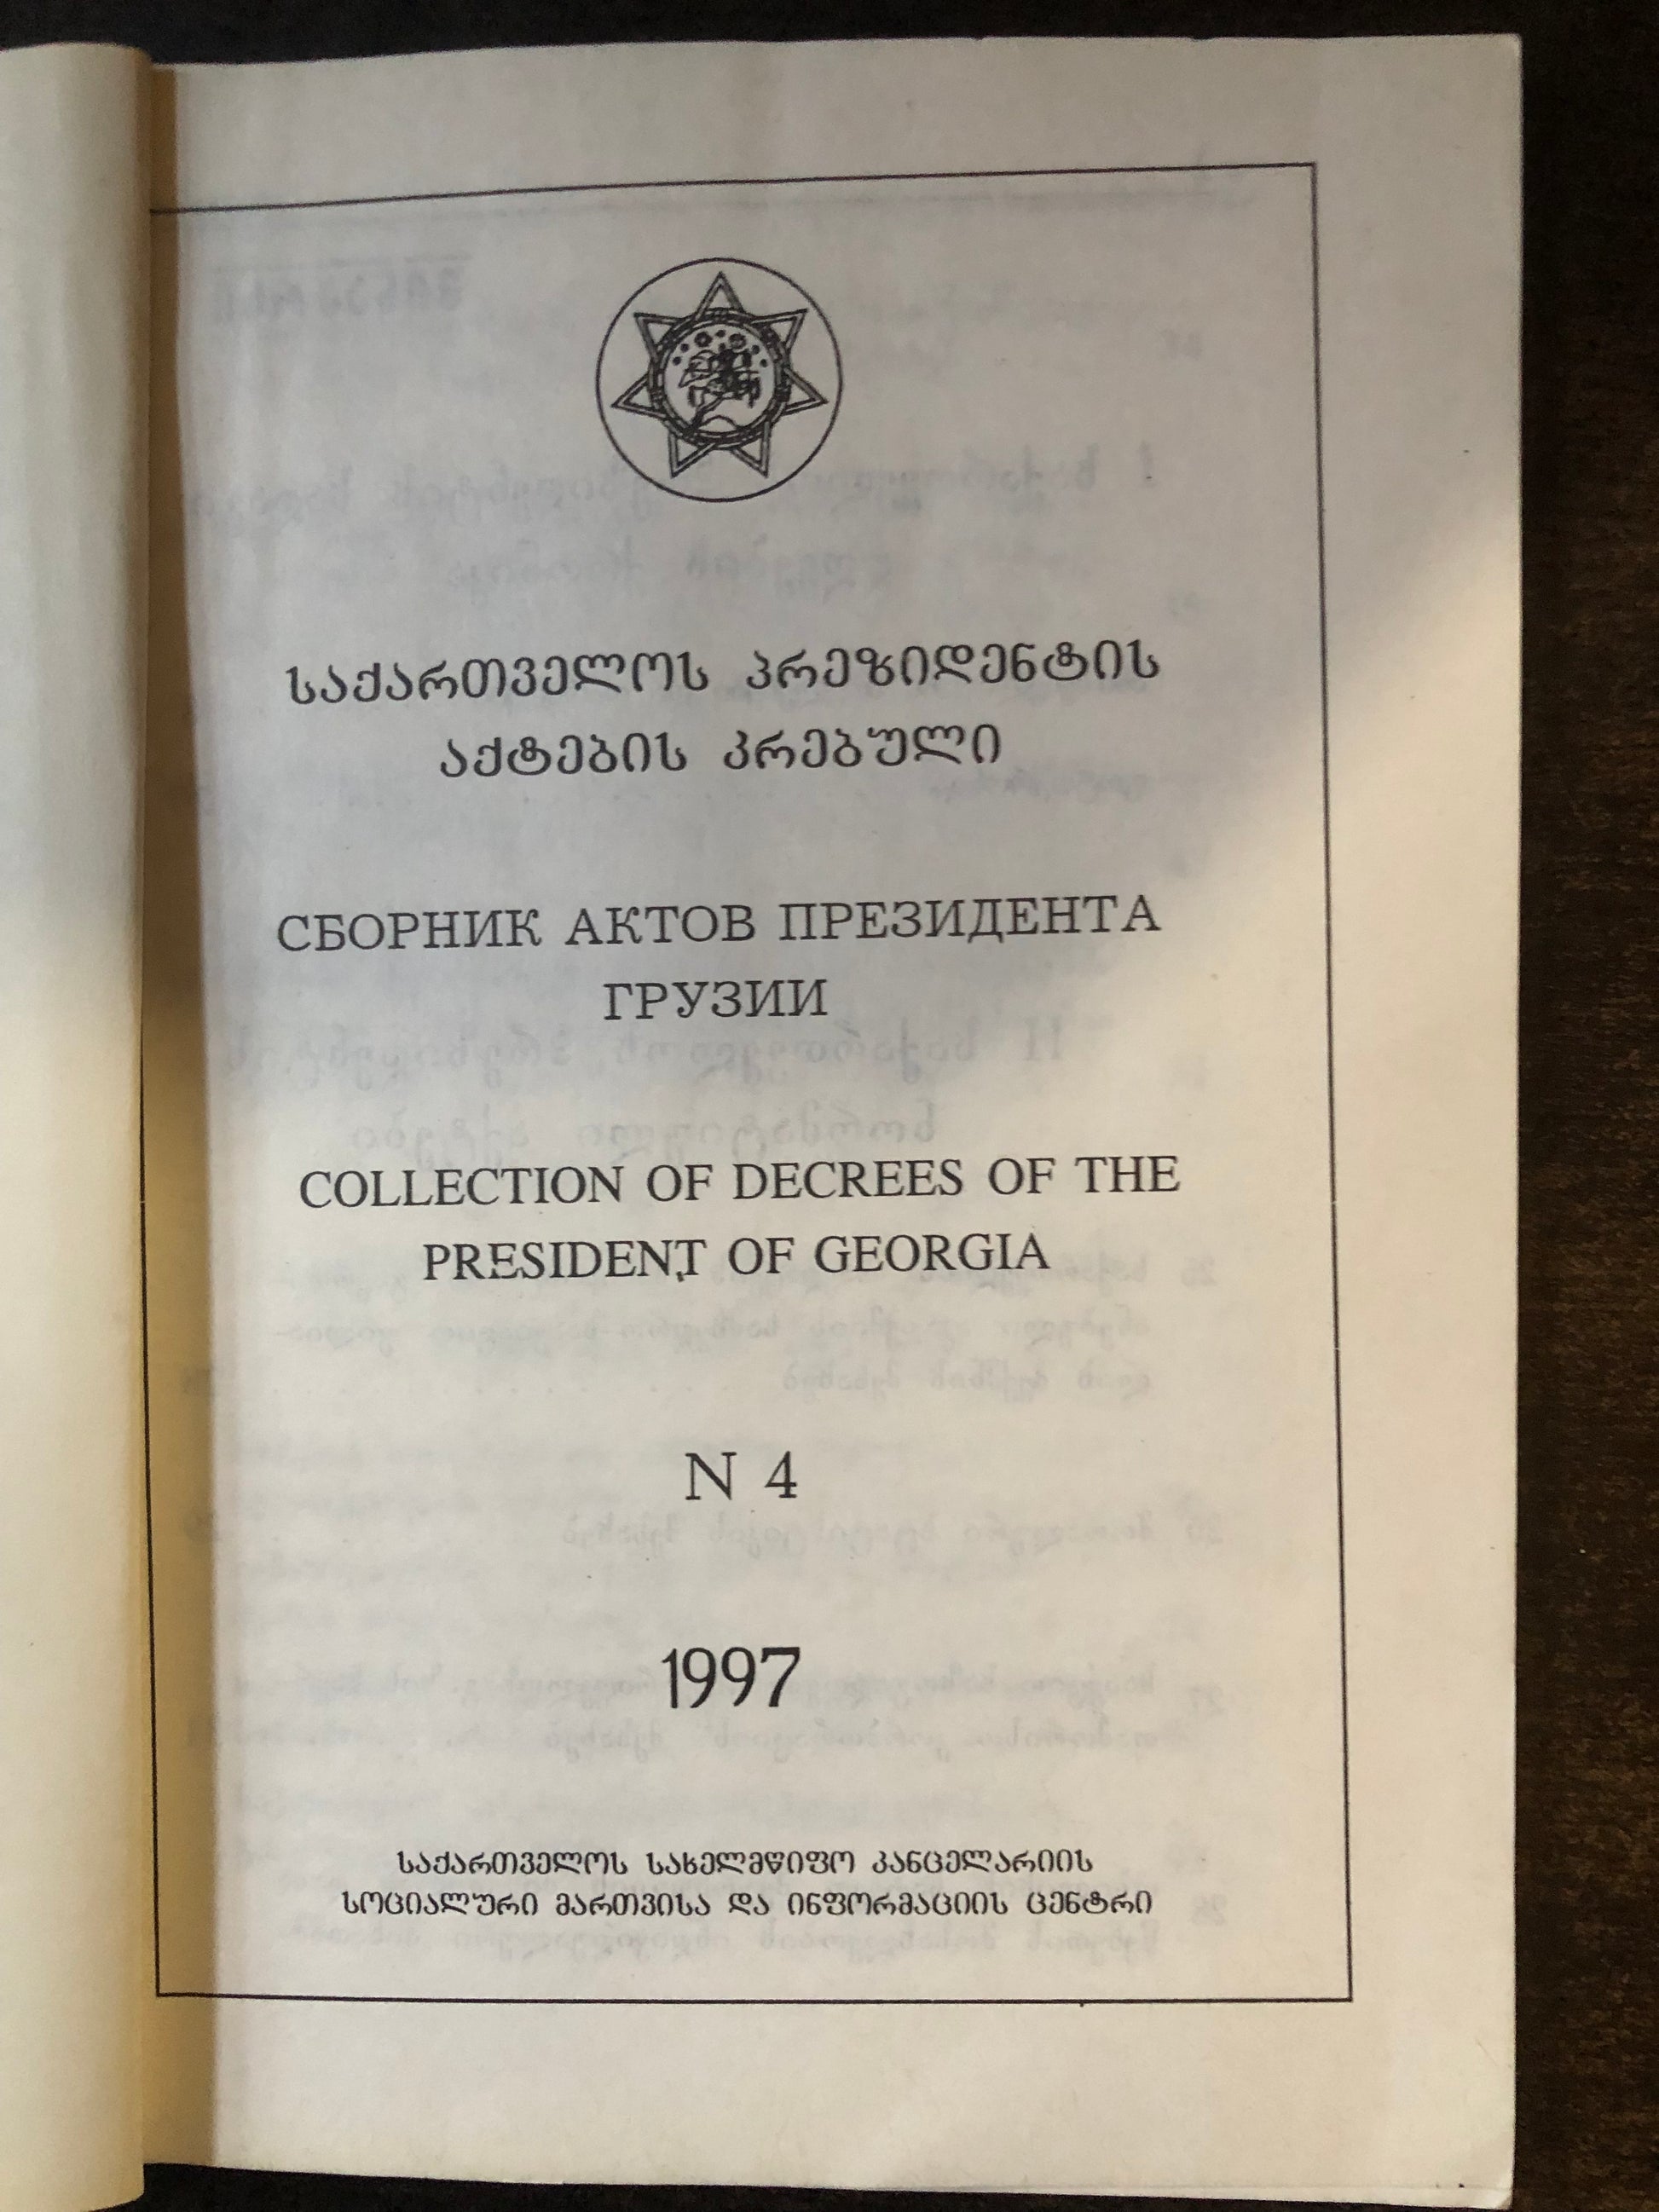 საქართველოს პრეზიდენტის
აქტების კრებული
СБОРНИК АКТОВ ПРЕЗИДЕНТА
ГРУЗИИ
COLLECTION OF DECREES OF THE
PRESIDENT OF GEORGIA
N 4
1997
საქართველოს სახელმწიფო კანცელარიის
სოციალური მართვისა და ინფორმაციის ცენტრი